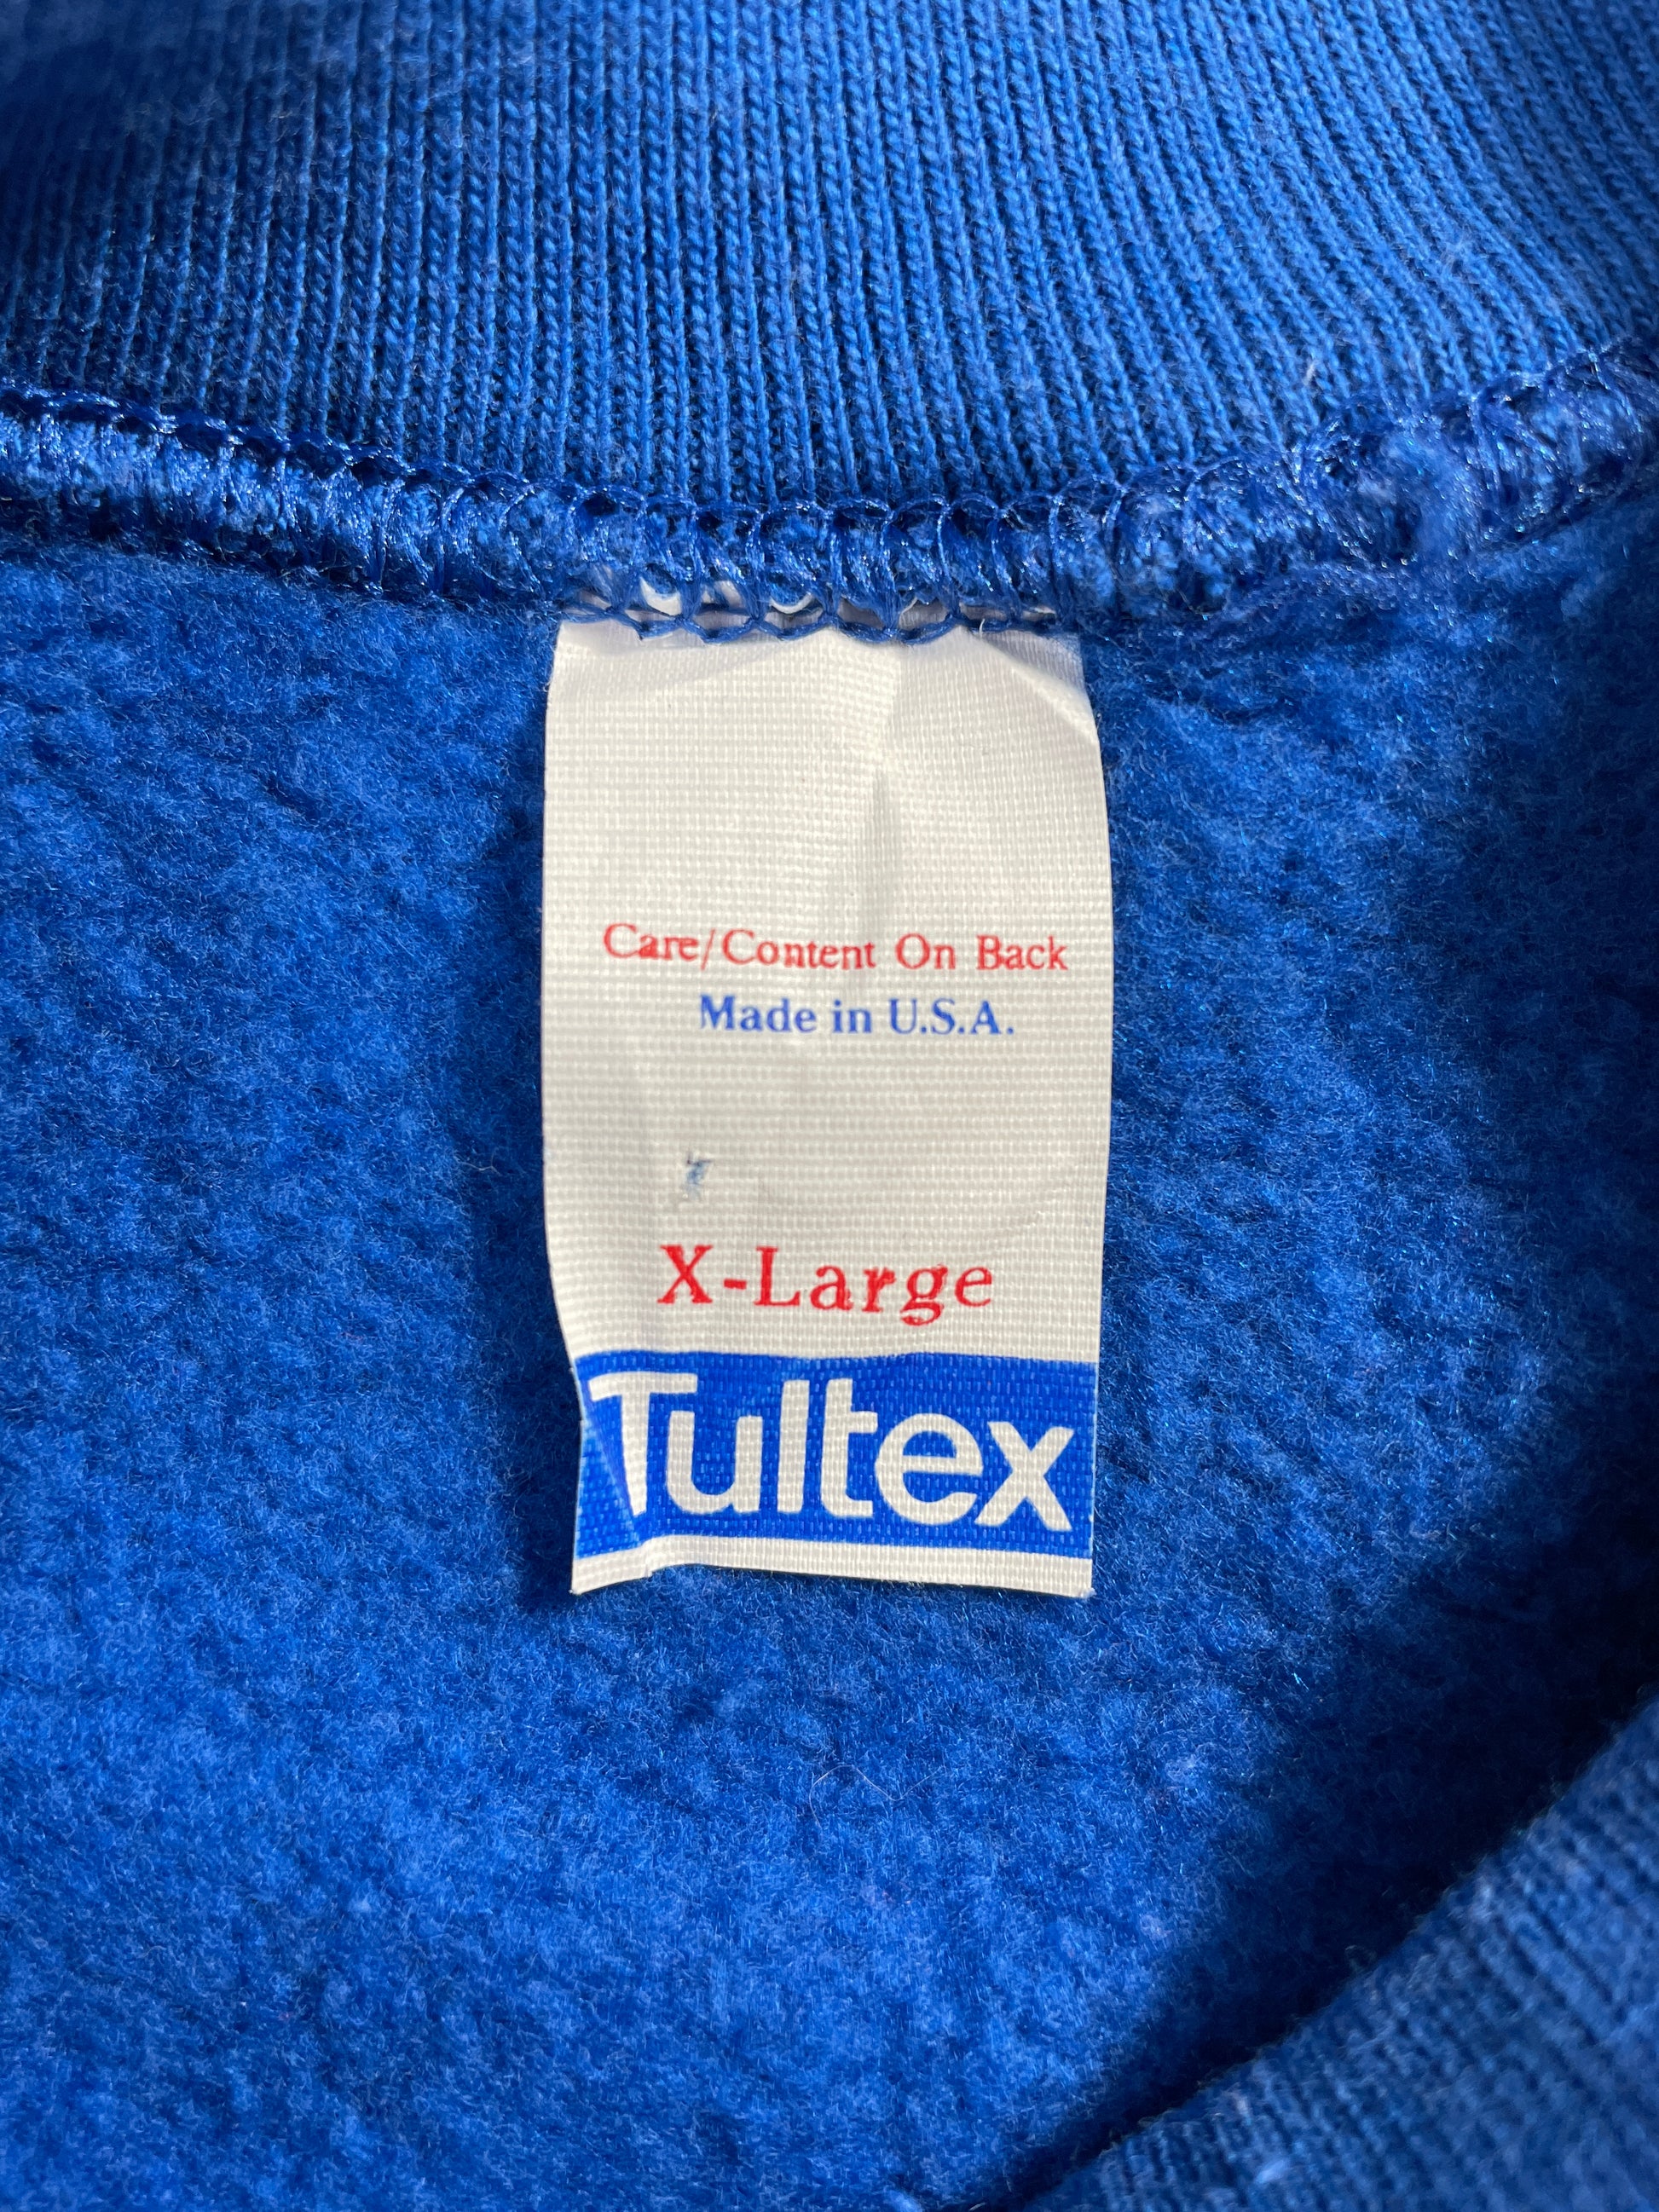 Care/Content On Back
Made in U.S.A.
X-Large
Tultex